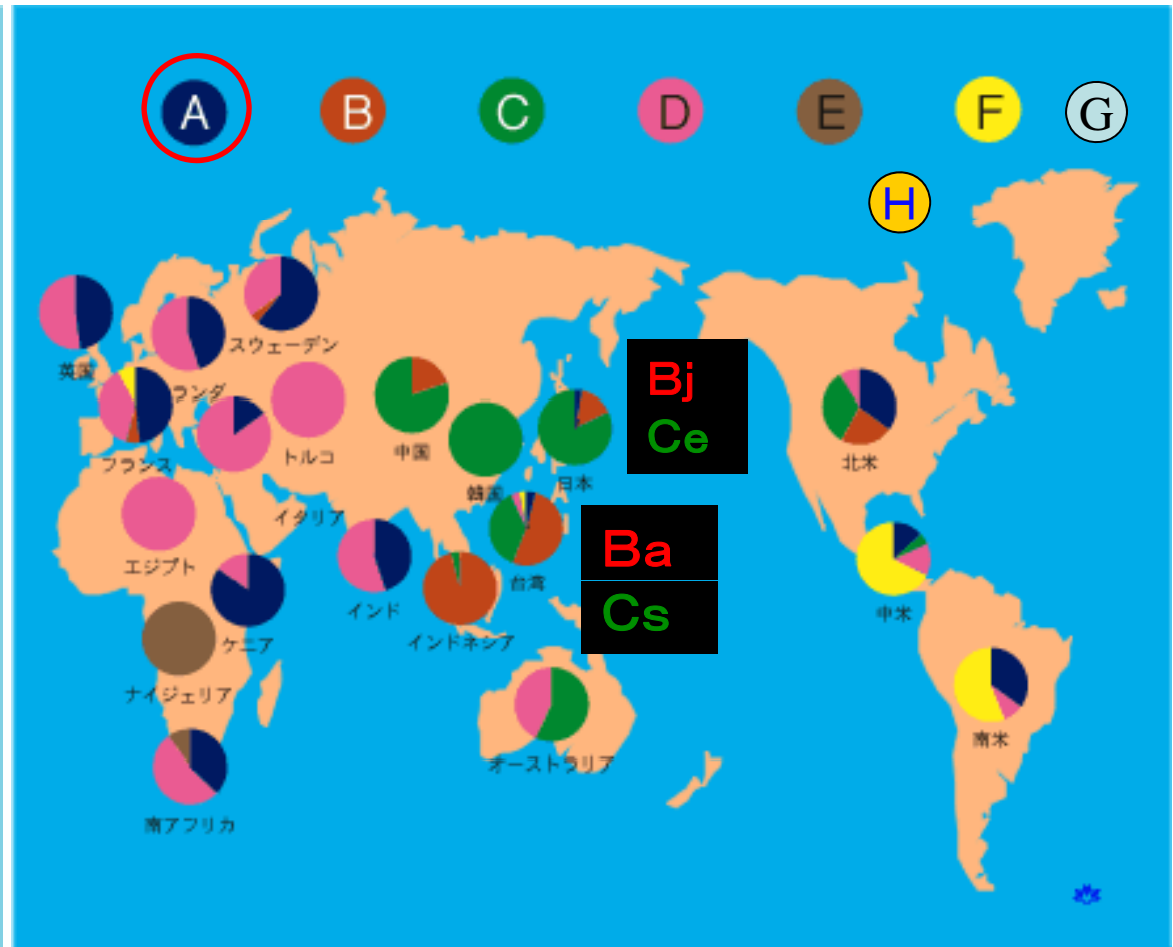 A B C D E F G
H
スウェーデン
英国
ランダ
フランス
トルコ
中国
韓国
日本
Bj
Ce
北米
イタリア
エジプト
インド
台湾
Ba
Cs
インドネシア
ケニア
中米
ナイジェリア
オーストラリア
南米
南アフリカ